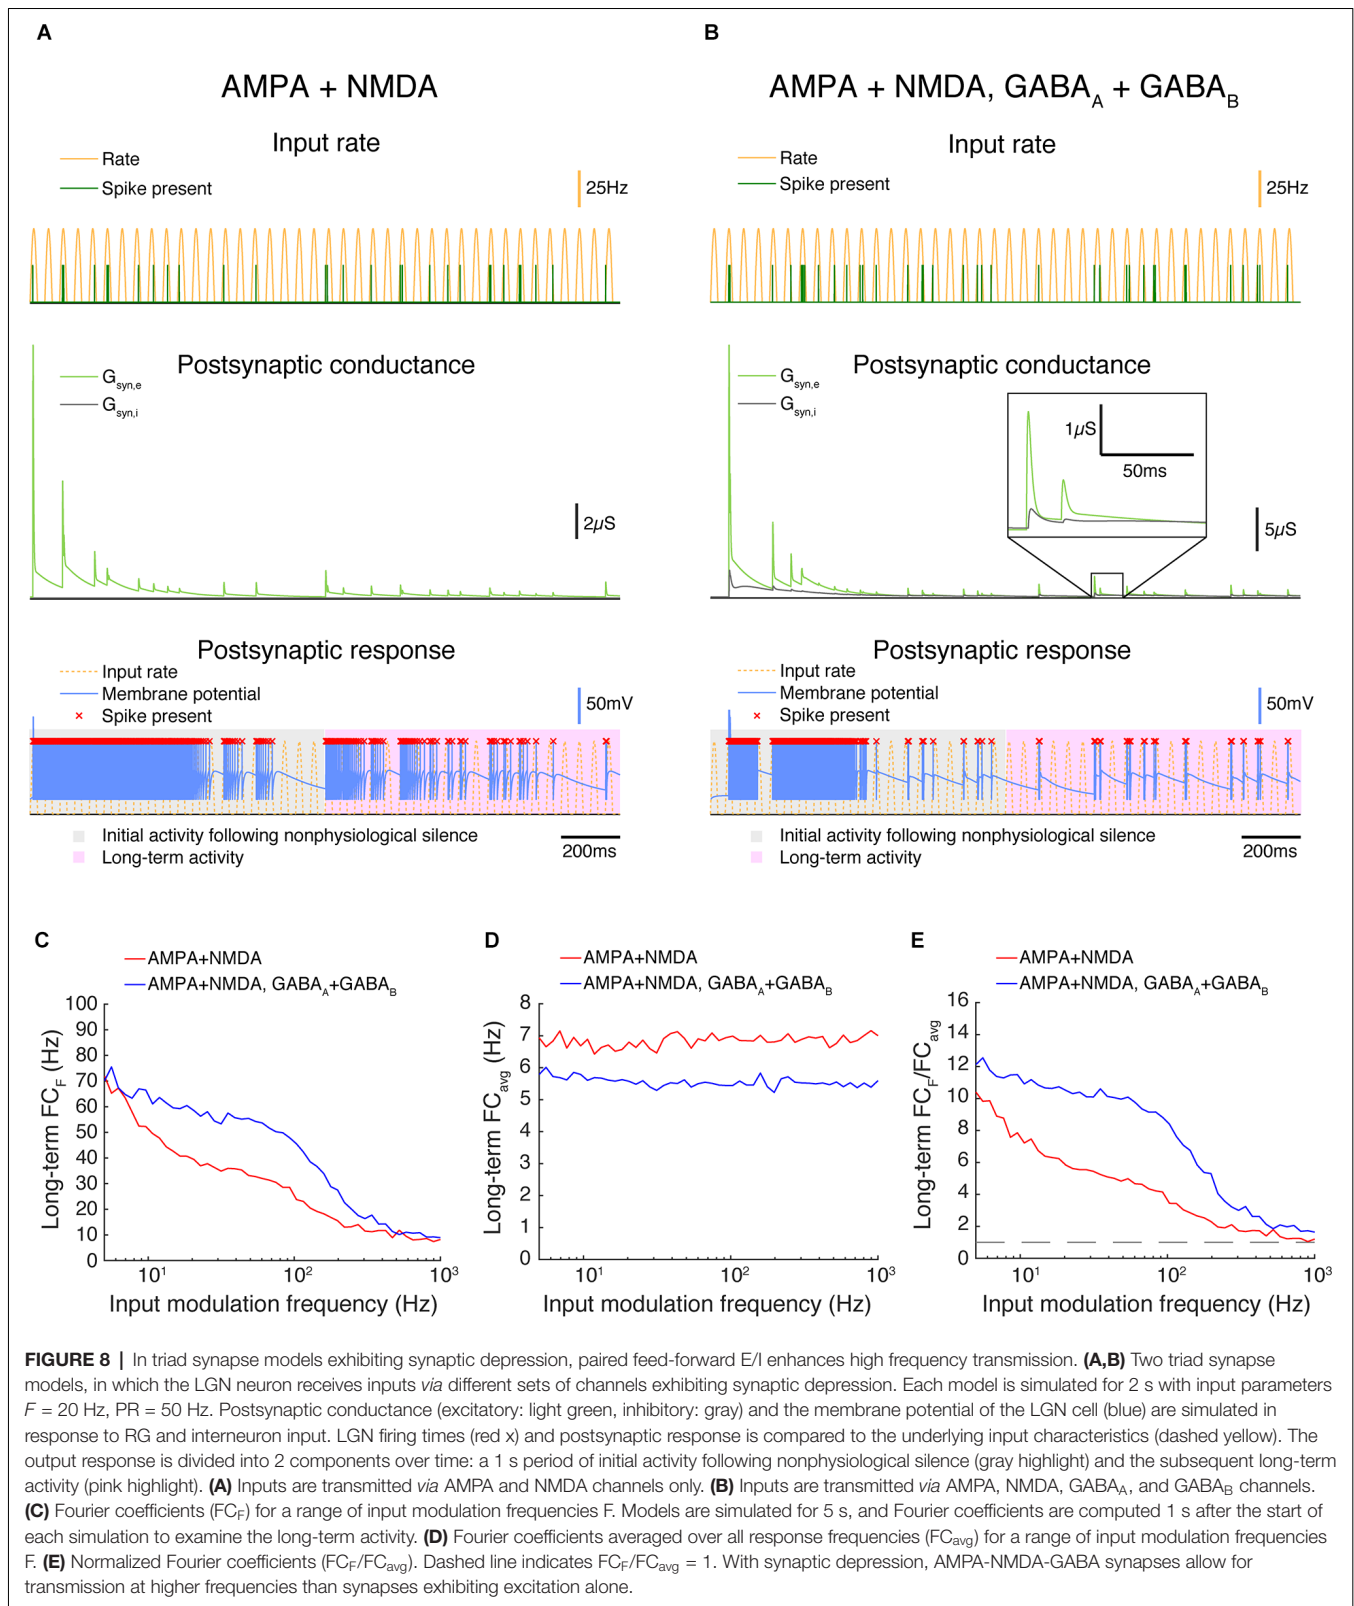 A
AMPA + NMDA
Input rate
Rate
Spike present
25Hz
Postsynaptic conductance
Gsyn,e
Gsyn,i
2µS
Postsynaptic response
Input rate
Membrane potential
Spike present
50mV
Initial activity following nonphysiological silence
Long-term activity
200ms
B
AMPA + NMDA, GABAA + GABAB
Input rate
Rate
Spike present
25Hz
Postsynaptic conductance
Gsyn,e
Gsyn,i
1µS
50ms
5µS
Postsynaptic response
Input rate
Membrane potential
Spike present
50mV
Initial activity following nonphysiological silence
Long-term activity
200ms
C
AMPA+NMDA
AMPA+NMDA, GABAA+GABAB
Long-term FCF (Hz)
100
90
80
70
60
50
40
30
20
10
0
10¹
10²
10³
Input modulation frequency (Hz)
D
AMPA+NMDA
AMPA+NMDA, GABAA+GABAB
Long-term FCavg (Hz)
8
7
6
5
4
3
2
1
0
10¹
10²
10³
Input modulation frequency (Hz)
E
AMPA+NMDA
AMPA+NMDA, GABAA+GABAB
Long-term FCF/FCavg
16
14
12
10
8
6
4
2
0
10¹
10²
10³
Input modulation frequency (Hz)
FIGURE 8 | In triad synapse models exhibiting synaptic depression, paired feed-forward E/I enhances high frequency transmission. (A,B) Two triad synapse
models, in which the LGN neuron receives inputs via different sets of channels exhibiting synaptic depression. Each model is simulated for 2 s with input parameters
F = 20 Hz, PR = 50 Hz. Postsynaptic conductance (excitatory: light green, inhibitory: gray) and the membrane potential of the LGN cell (blue) are simulated in
response to RG and interneuron input. LGN firing times (red x) and postsynaptic response is compared to the underlying input characteristics (dashed yellow). The
output response is divided into 2 components over time: a 1 s period of initial activity following nonphysiological silence (gray highlight) and the subsequent long-term
activity (pink highlight). (A) Inputs are transmitted via AMPA and NMDA channels only. (B) Inputs are transmitted via AMPA, NMDA, GABAA, and GABAB channels.
(C) Fourier coefficients (FCF) for a range of input modulation frequencies F. Models are simulated for 5 s, and Fourier coefficients are computed 1 s after the start of
each simulation to examine the long-term activity. (D) Fourier coefficients averaged over all response frequencies (FCavg) for a range of input modulation frequencies
F. (E) Normalized Fourier coefficients (FCF/FCavg). Dashed line indicates FCF/FCavg = 1. With synaptic depression, AMPA-NMDA-GABA synapses allow for
transmission at higher frequencies than synapses exhibiting excitation alone.